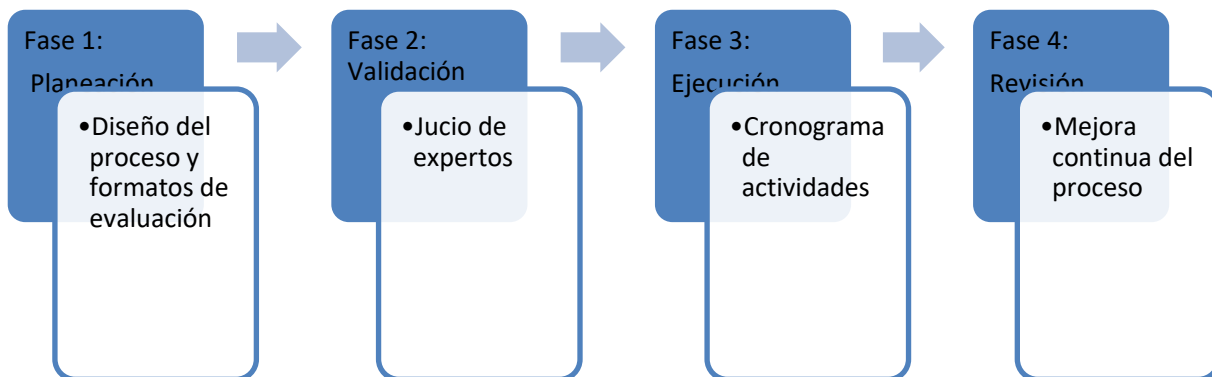 Fase 1:
Planeación
•Diseño del
proceso y
formatos de
evaluación
Fase 2:
Validación
•Jucio de
expertos
Fase 3:
Ejecución
•Cronograma
de
actividades
Fase 4:
Revisión
•Mejora
continua del
proceso